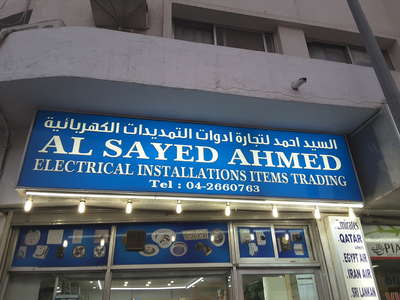 السيد احمد لتجارة ادوات التمديدات الكهربائية
AL SAYED AHMED
ELECTRICAL INSTALLATIONS ITEMS TRADING
Tel : 04-2660763
Emirates
QATAR
EGYPT AIR
IRAN AIR
SRI LANKAN